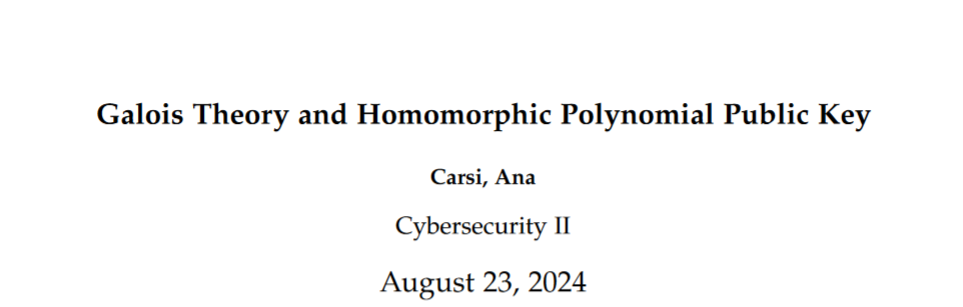 Galois Theory and Homomorphic Polynomial Public Key
Carsi, Ana
Cybersecurity II
August 23, 2024